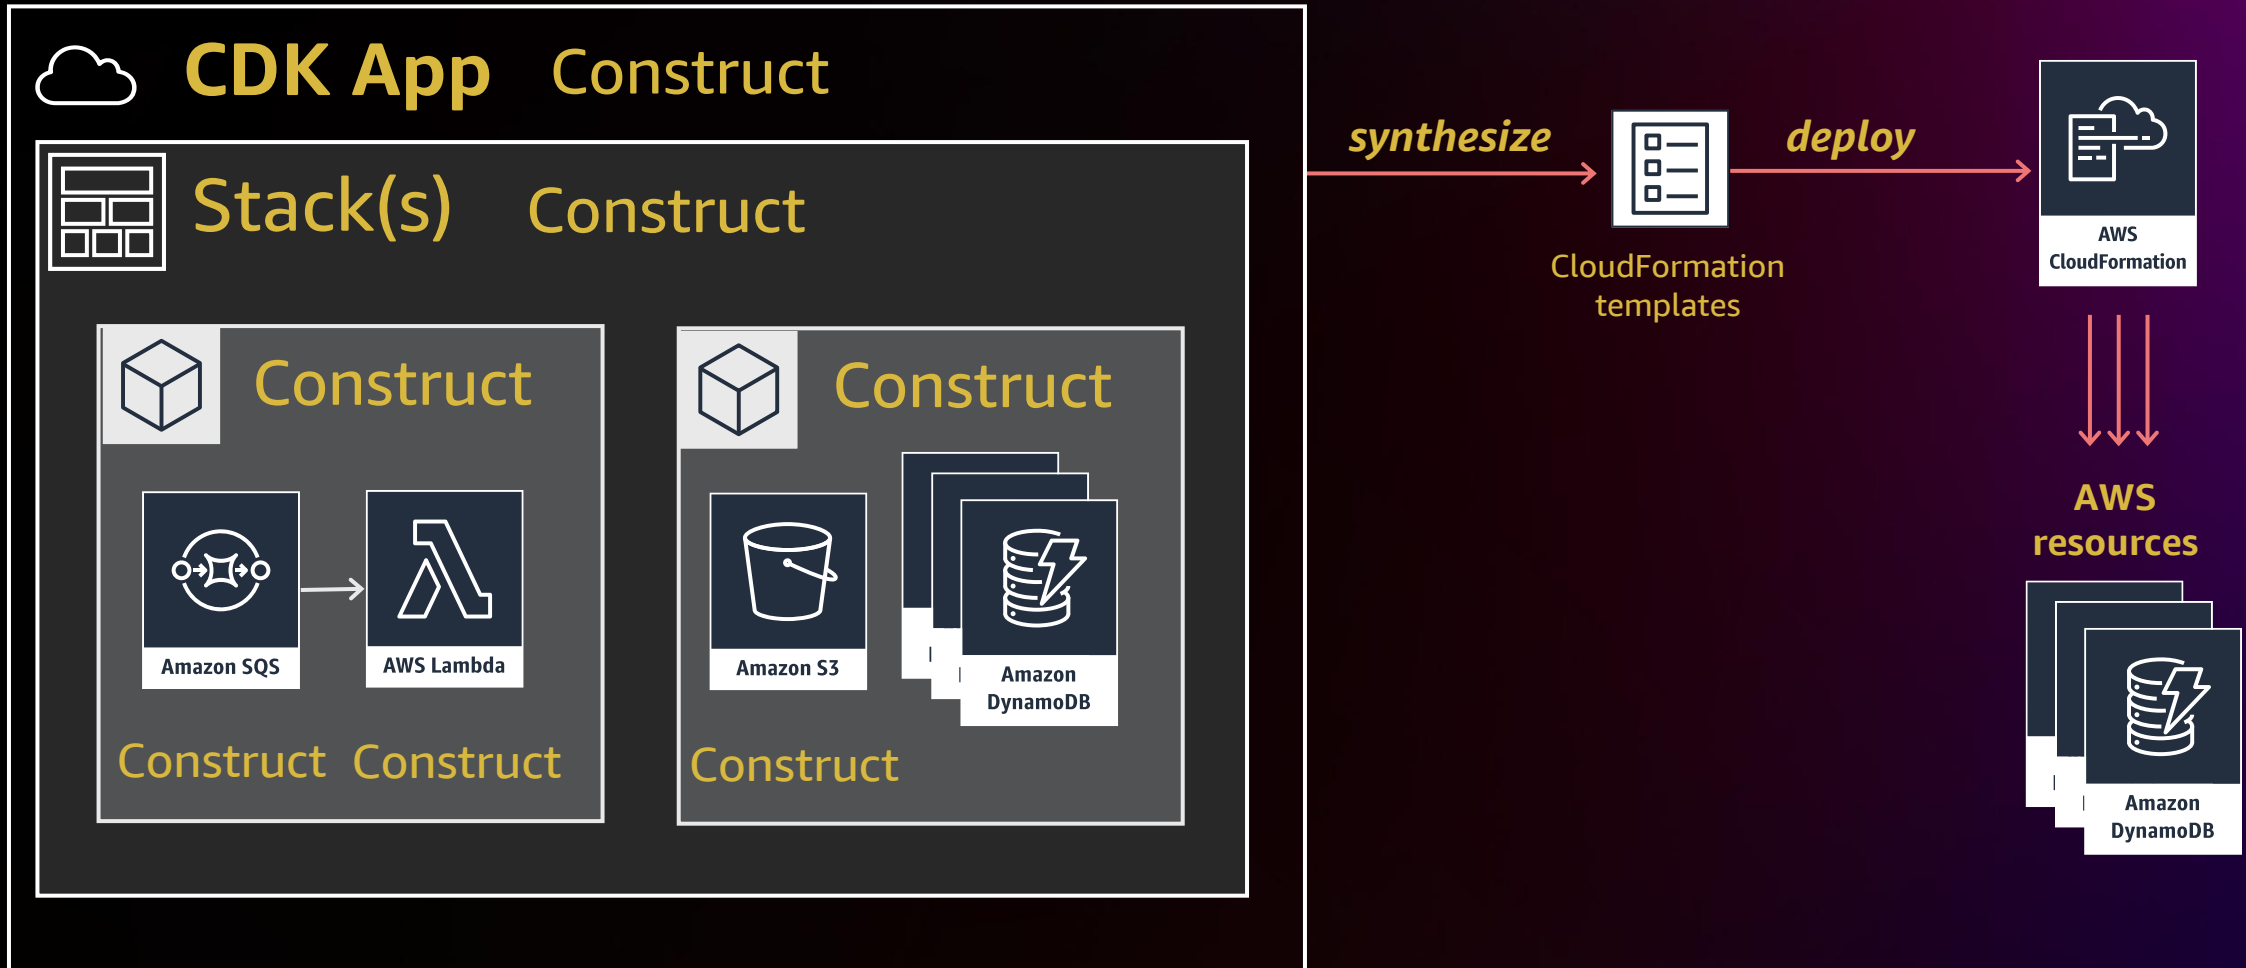 CDK App Construct
Stack(s) Construct
Construct
Amazon SQS
AWS Lambda
Construct Construct
Construct
Amazon S3
Amazon
DynamoDB
Construct
synthesize
CloudFormation
templates
deploy
AWS
CloudFormation
AWS
resources
Amazon
DynamoDB